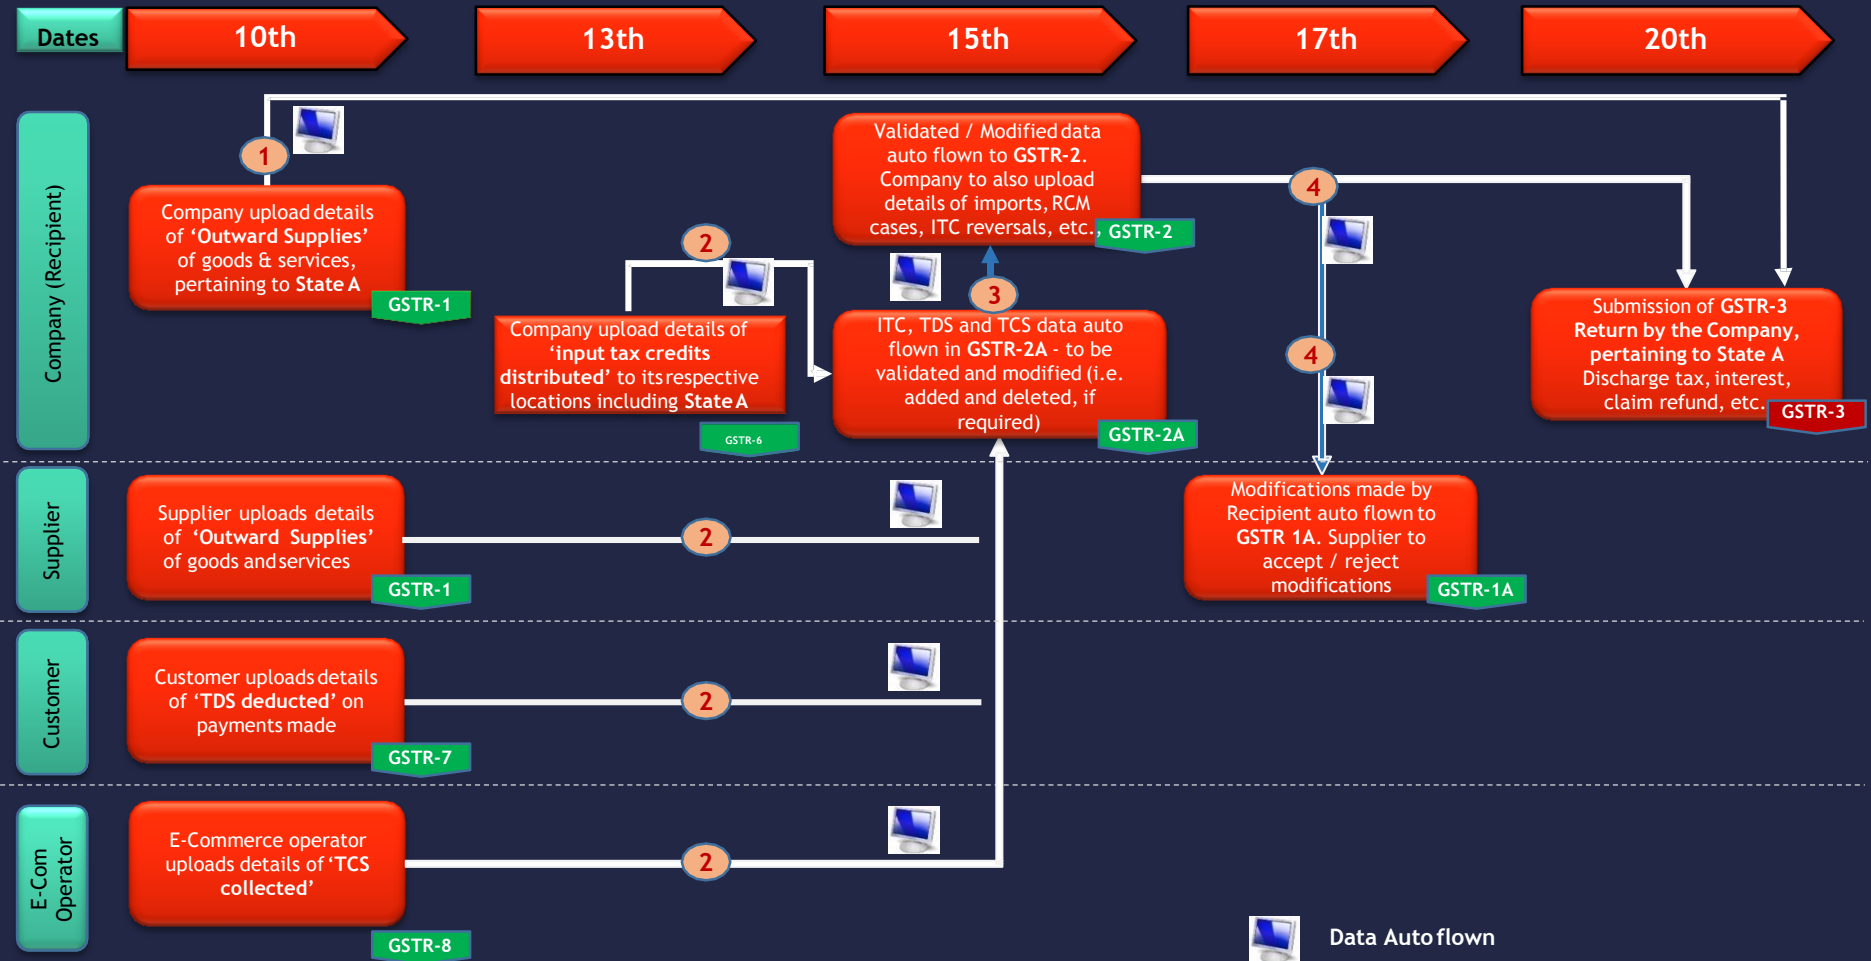 Dates
10th
13th
15th
17th
20th
Company (Recipient)
1
Company upload details
of ‘Outward Supplies’
of goods & services,
pertaining to State A
GSTR-1
2
Company upload details of
‘input tax credits
distributed’ to its respective
locations including State A
GSTR-6
Validated / Modified data
auto flown to GSTR-2.
Company to also upload
details of imports, RCM
cases, ITC reversals, etc.,
GSTR-2
3
ITC, TDS and TCS data auto
flown in GSTR-2A - to be
validated and modified (i.e.
added and deleted, if
required)
GSTR-2A
4
4
Submission of GSTR-3
Return by the Company,
pertaining to State A
Discharge tax, interest,
claim refund, etc.
GSTR-3
Supplier
Supplier uploads details
of ‘Outward Supplies’
of goods and services
GSTR-1
2
Modifications made by
Recipient auto flown to
GSTR 1A. Supplier to
accept / reject
modifications
GSTR-1A
Customer
Customer uploads details
of ‘TDS deducted’ on
payments made
GSTR-7
2
E-Com
Operator
E-Commerce operator
uploads details of ‘TCS
collected’
GSTR-8
2
Data Auto flown